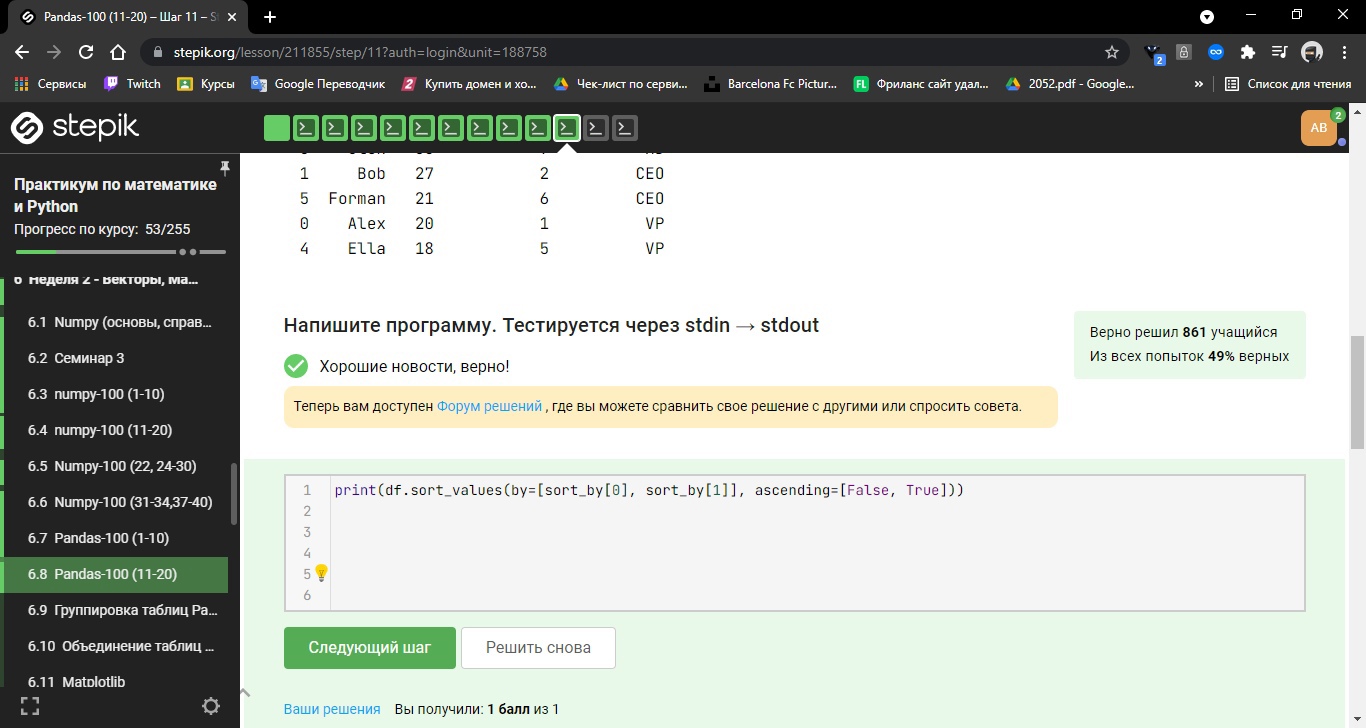 Pandas-100 (11-20) – Шаг 11 – S
stepik.org/lesson/211855/step/11?auth=login&unit=188758
2
Сервисы Twitch Курсы Google Переводчик Купить домен и хо... Чек-лист по серви... Barcelona Fc Pictur... FL Фриланс сайт удал... 2052.pdf - Google... » Список для чтения
stepik
AB 2
Практикум по математике
и Python
Прогресс по курсу: 53/255
6 Неделя 2 - Векторы, Ма...
6.1 Numpy (основы, справ...
6.2 Семинар 3
6.3 numpy-100 (1-10)
6.4 numpy-100 (11-20)
6.5 Numpy-100 (22, 24-30)
6.6 Numpy-100 (31-34,37-40)
6.7 Pandas-100 (1-10)
6.8 Pandas-100 (11-20)
6.9 Группировка таблиц Pa...
6.10 Объединение таблиц ...
6.11 Matplotlib
1 Bob 27 2 CEO
5 Forman 21 6 CEO
0 Alex 20 1 VP
4 Ella 18 5 VP
Напишите программу. Тестируется через stdin → stdout
Хорошие новости, верно!
Теперь вам доступен Форум решений , где вы можете сравнить свое решение с другими или спросить совета.
Верно решил 861 учащийся
Из всех попыток 49% верных
1 print(df.sort_values(by=[sort_by[0], sort_by[1]], ascending=[False, True]))
2
3
4
5
6
Следующий шаг Решить снова
Ваши решения Вы получили: 1 балл из 1